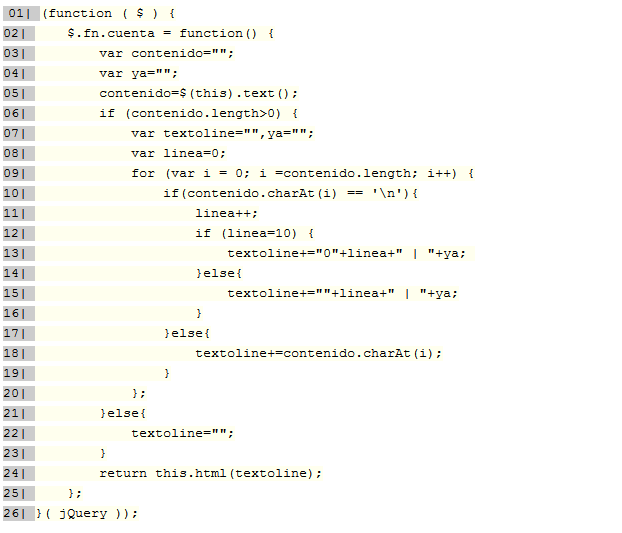 01| (function ( $ ) {
02|     $.fn.cuenta = function() {
03|         var contenido="";
04|         var ya="";
05|         contenido=$(this).text();
06|         if (contenido.length>0) {
07|             var textoline="",ya="";
08|             var linea=0;
09|             for (var i = 0; i =contenido.length; i++) {
10|                 if(contenido.charAt(i) == '\n'){
11|                     linea++;
12|                     if (linea=10) {
13|                         textoline+="0"+linea+" | "+ya;
14|                     }else{
15|                         textoline+=""+linea+" | "+ya;
16|                     }
17|                 }else{
18|                     textoline+=contenido.charAt(i);
19|                 }
20|             };
21|         }else{
22|             textoline="";
23|         }
24|         return this.html(textoline);
25|     };
26| }( jQuery ));